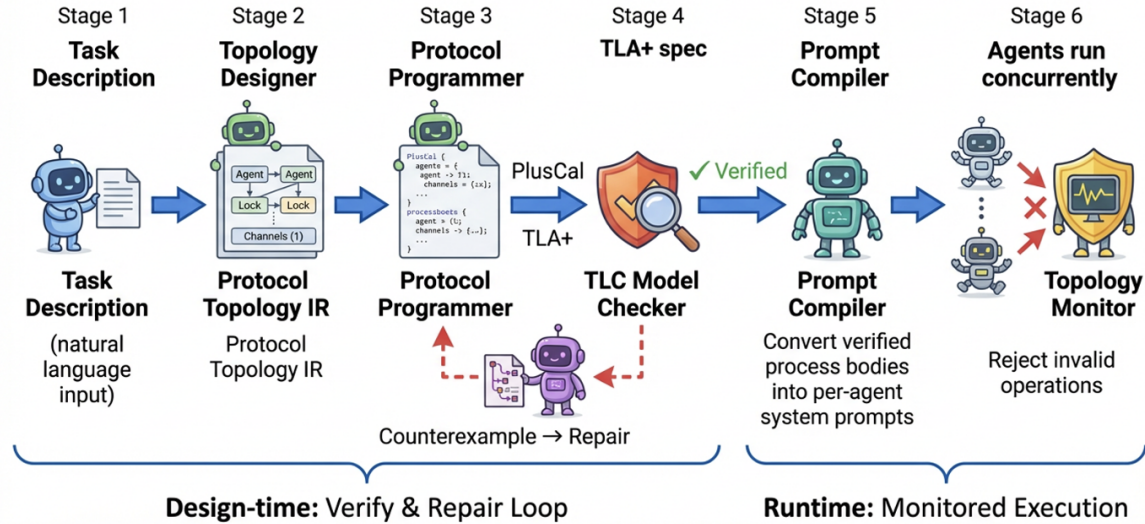 Stage 1
Task
Description
Task
Description
(natural
language
input)
Stage 2
Topology
Designer
Agent
Agent
Lock
Lock
Channels (1)
Protocol
Topology IR
Protocol
Topology IR
Stage 3
Protocol
Programmer
PlusCal {
agents = {
channels = {
...
}
agent
channels -> {
...
}
Protocol
Programmer
PlusCal
TLA+
Stage 4
TLA+ spec
TLC Model
Checker
✓ Verified
Counterexample → Repair
Stage 5
Prompt
Compiler
Prompt
Compiler
Convert verified
process bodies
into per-agent
system prompts
Stage 6
Agents run
concurrently
Topology
Monitor
Reject invalid
operations
Design-time: Verify & Repair Loop
Runtime: Monitored Execution